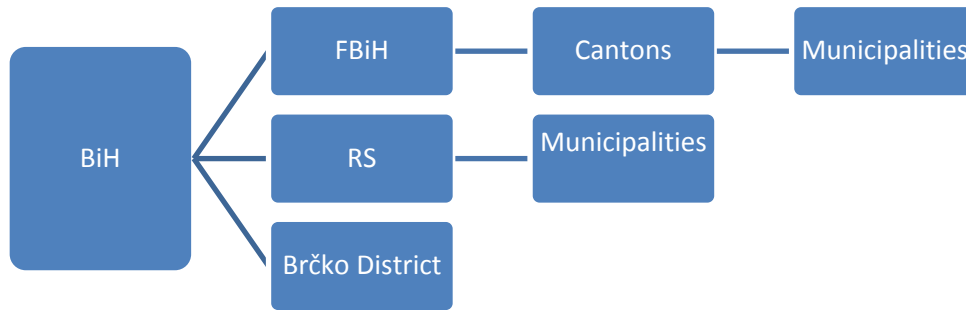 BiH
FBiH
Cantons
Municipalities
RS
Municipalities
Brčko District